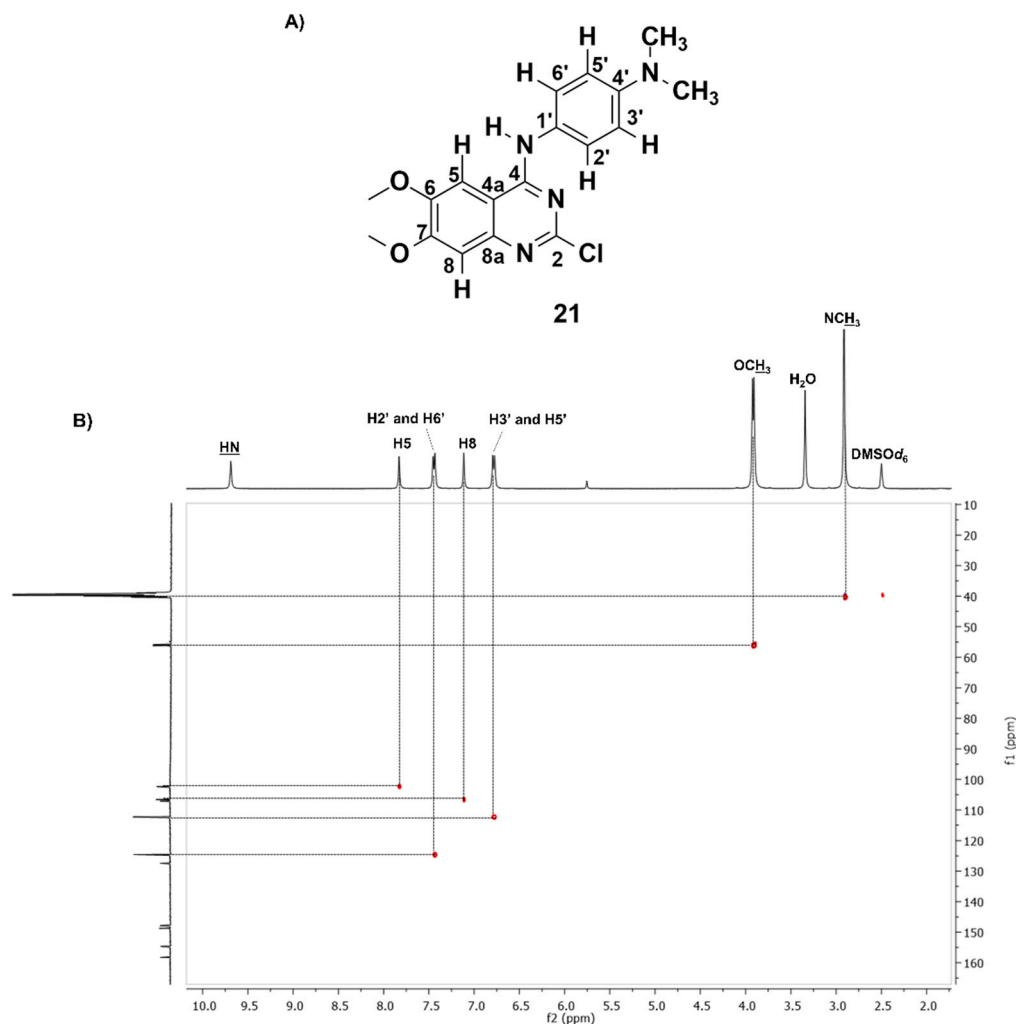 A)
H
CH3
H
6'
5'
N
4'
CH3
H
1'
3'
H
H
N
2'
H
5
4
O
6
4a
N
7
O
8
8a
N
2
Cl
H
21
B)
HN
H5
H2' and H6'
H8
H3' and H5'
OCH3
H2O
NCH3
DMSOd6
10
20
30
40
50
60
70
80
90
100
110
120
130
140
150
160
f1 (ppm)
10.0 9.5 9.0 8.5 8.0 7.5 7.0 6.5 6.0 5.5 5.0 4.5 4.0 3.5 3.0 2.5 2.0
f2 (ppm)